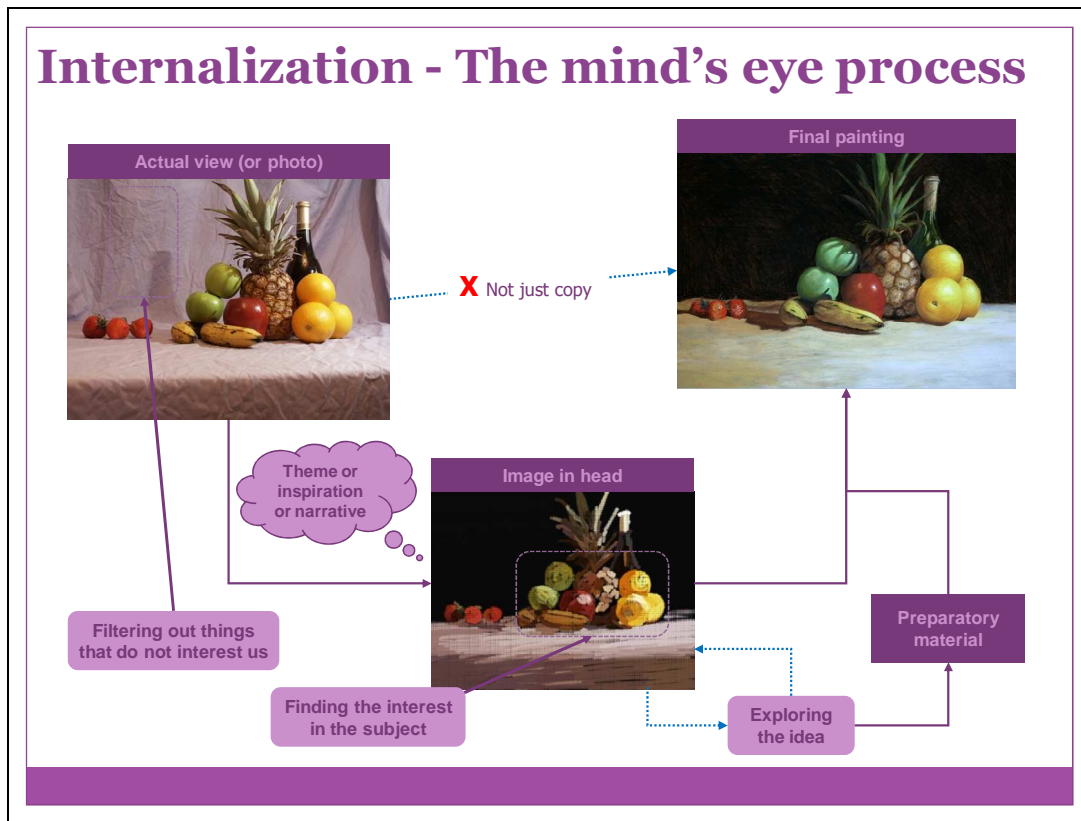 Internalization - The mind’s eye process
Actual view (or photo)
Final painting
X Not just copy
Theme or
inspiration
or narrative
Image in head
Filtering out things
that do not interest us
Finding the interest
in the subject
Exploring
the idea
Preparatory
material